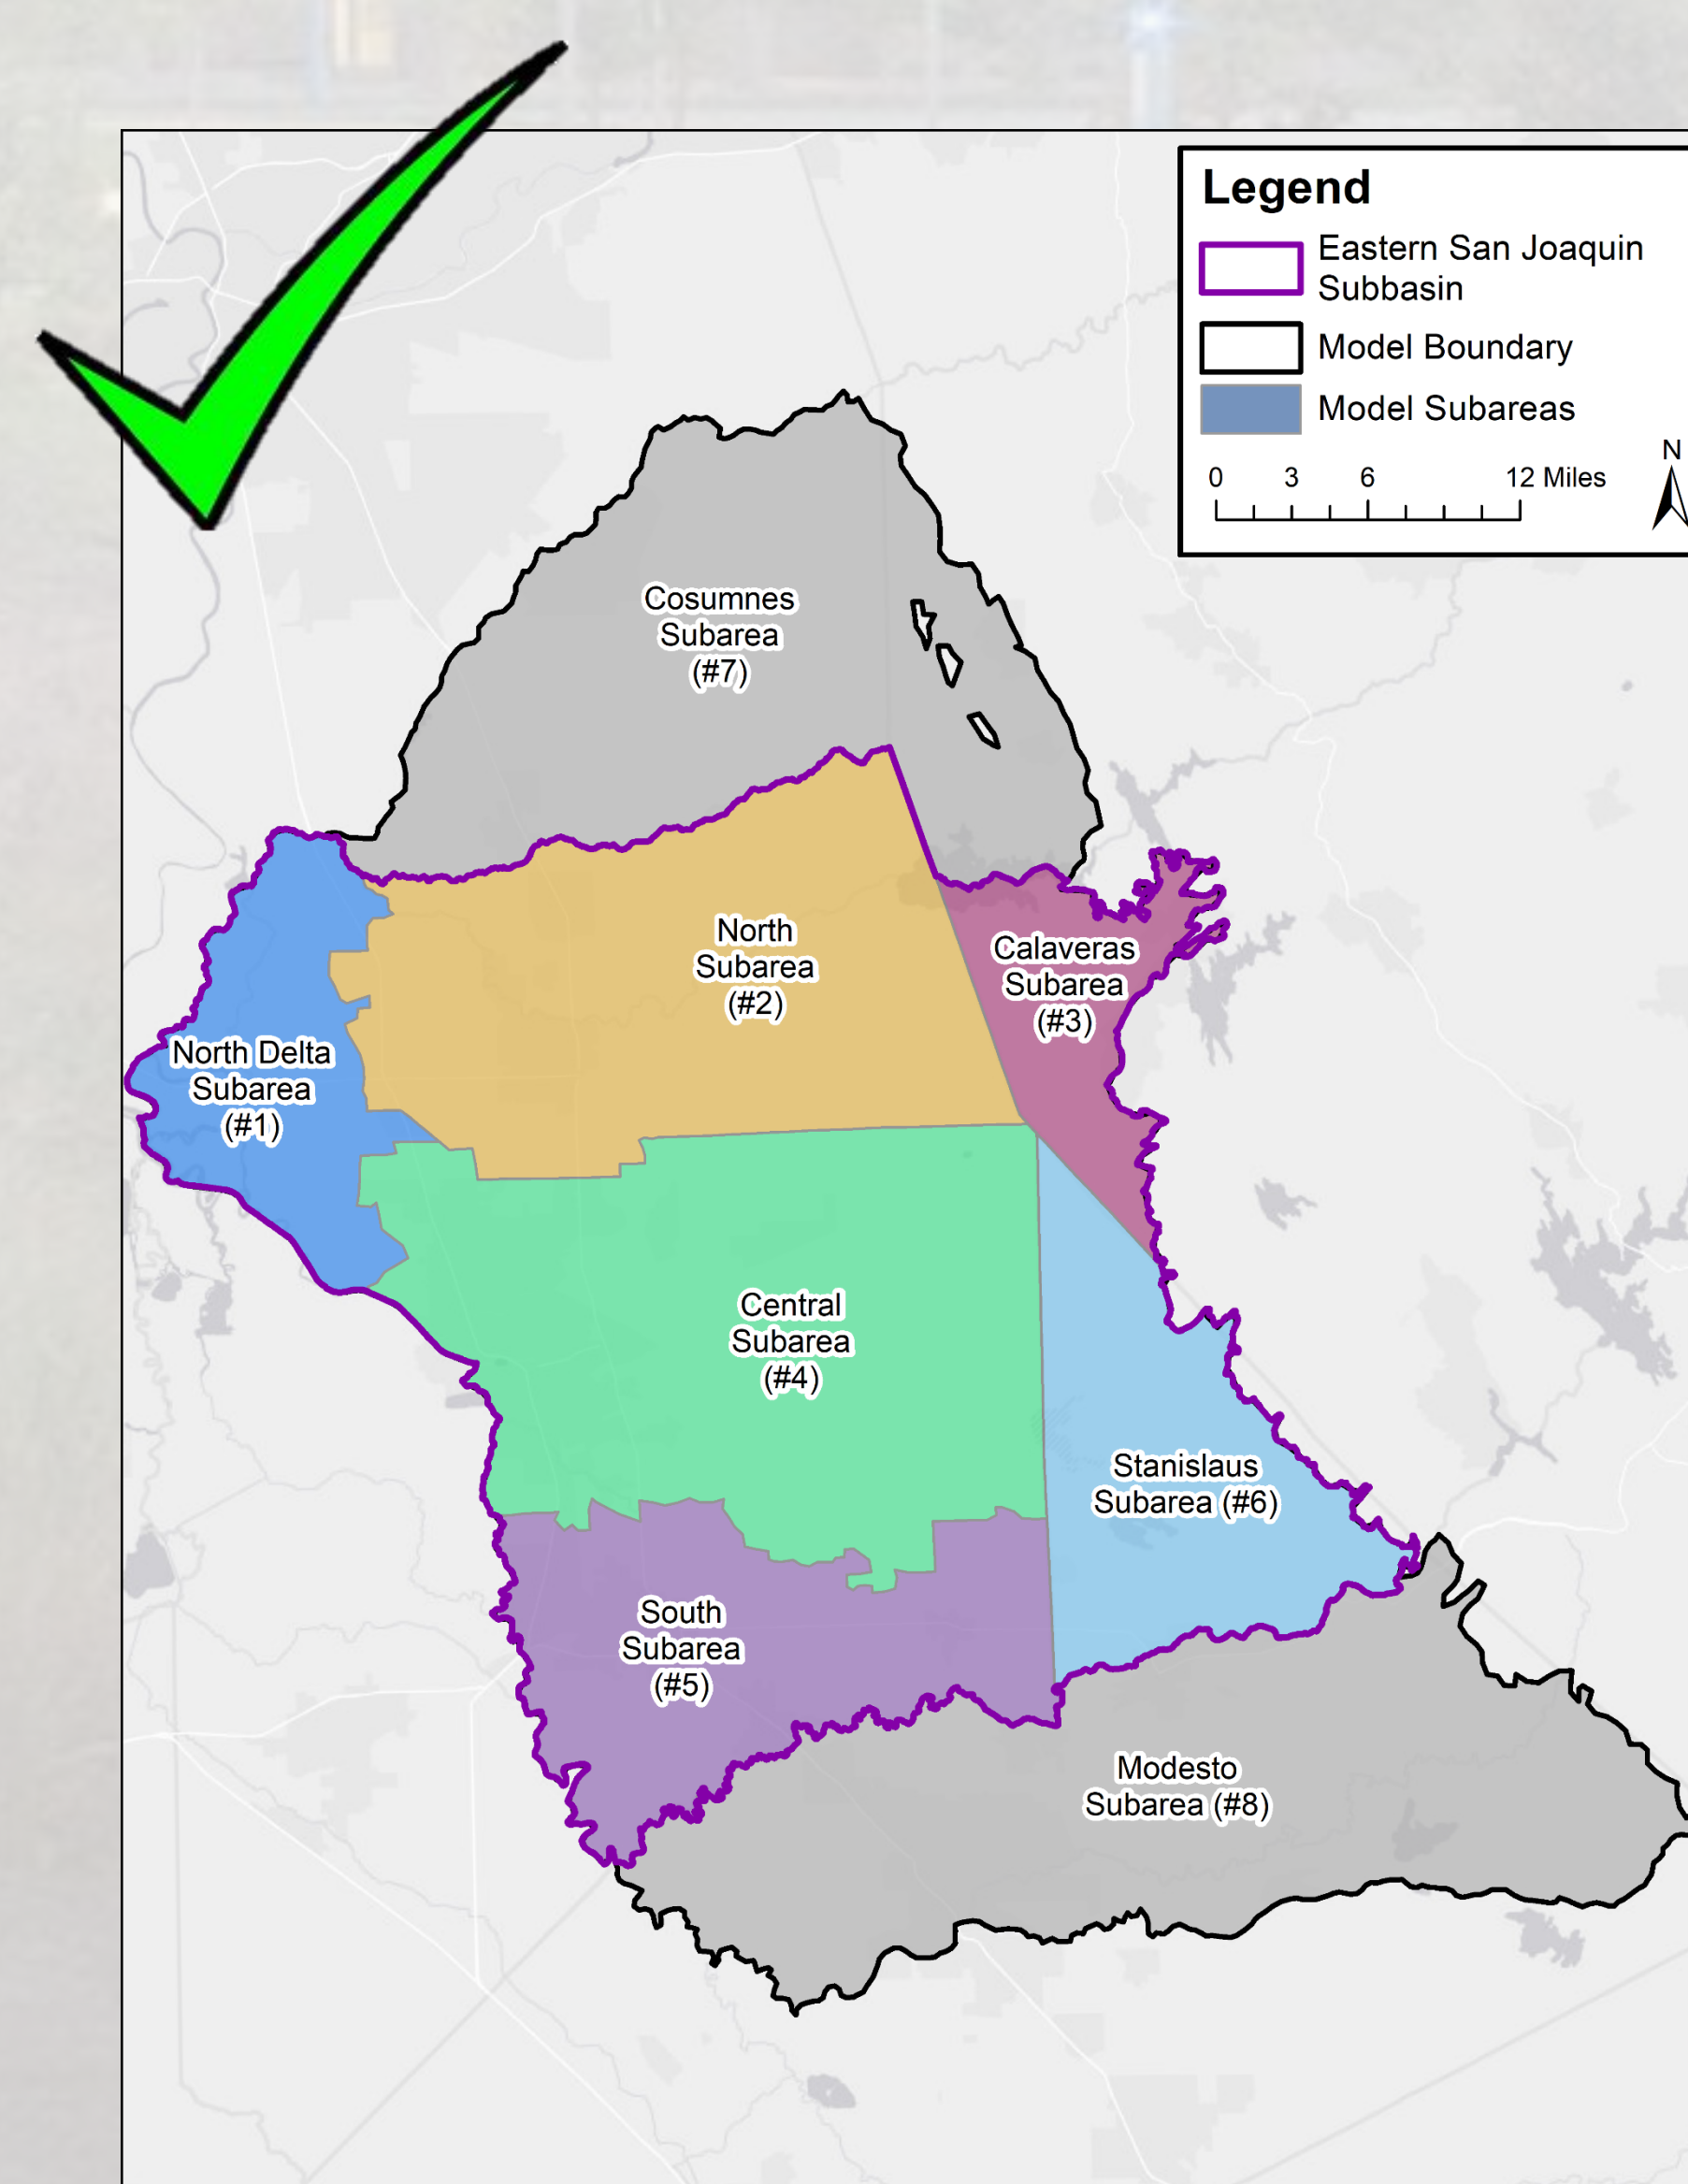 Legend
Eastern San Joaquin
Subbasin
Model Boundary
Model Subareas
N
0 3 6 12 Miles
Cosumnes
Subarea
(#7)
North
Subarea
(#2)
Calaveras
Subarea
(#3)
North Delta
Subarea
(#1)
Central
Subarea
(#4)
Stanislaus
Subarea (#6)
South
Subarea
(#5)
Modesto
Subarea (#8)